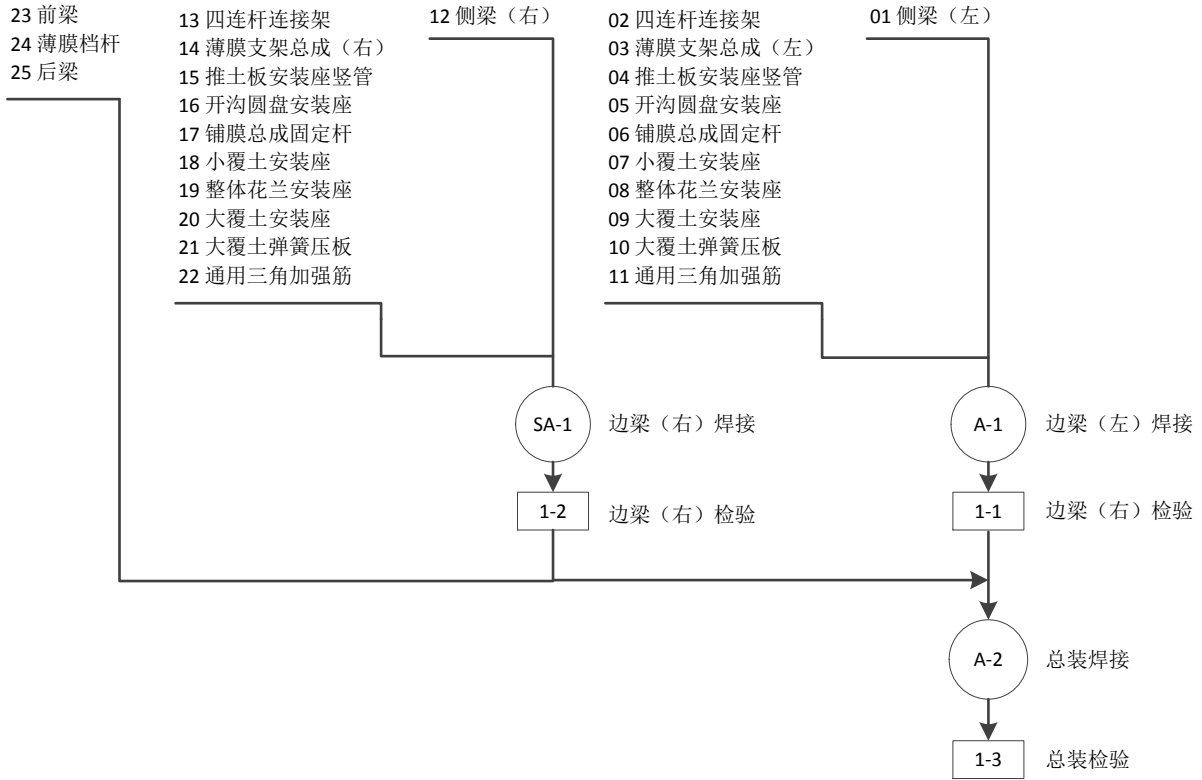 23 前梁
24 薄膜档杆
25 后梁
13 四连杆连接架
14 薄膜支架总成（右）
15 推土板安装座竖管
16 开沟圆盘安装座
17 铺膜总成固定杆
18 小覆土安装座
19 整体花兰安装座
20 大覆土安装座
21 大覆土弹簧压板
22 通用三角加强筋
12 侧梁（右）
02 四连杆连接架
03 薄膜支架总成（左）
04 推土板安装座竖管
05 开沟圆盘安装座
06 铺膜总成固定杆
07 小覆土安装座
08 整体花兰安装座
09 大覆土安装座
10 大覆土弹簧压板
11 通用三角加强筋
01 侧梁（左）
SA-1 边梁（右）焊接
A-1 边梁（左）焊接
1-2 边梁（右）检验
1-1 边梁（右）检验
A-2 总装焊接
1-3 总装检验